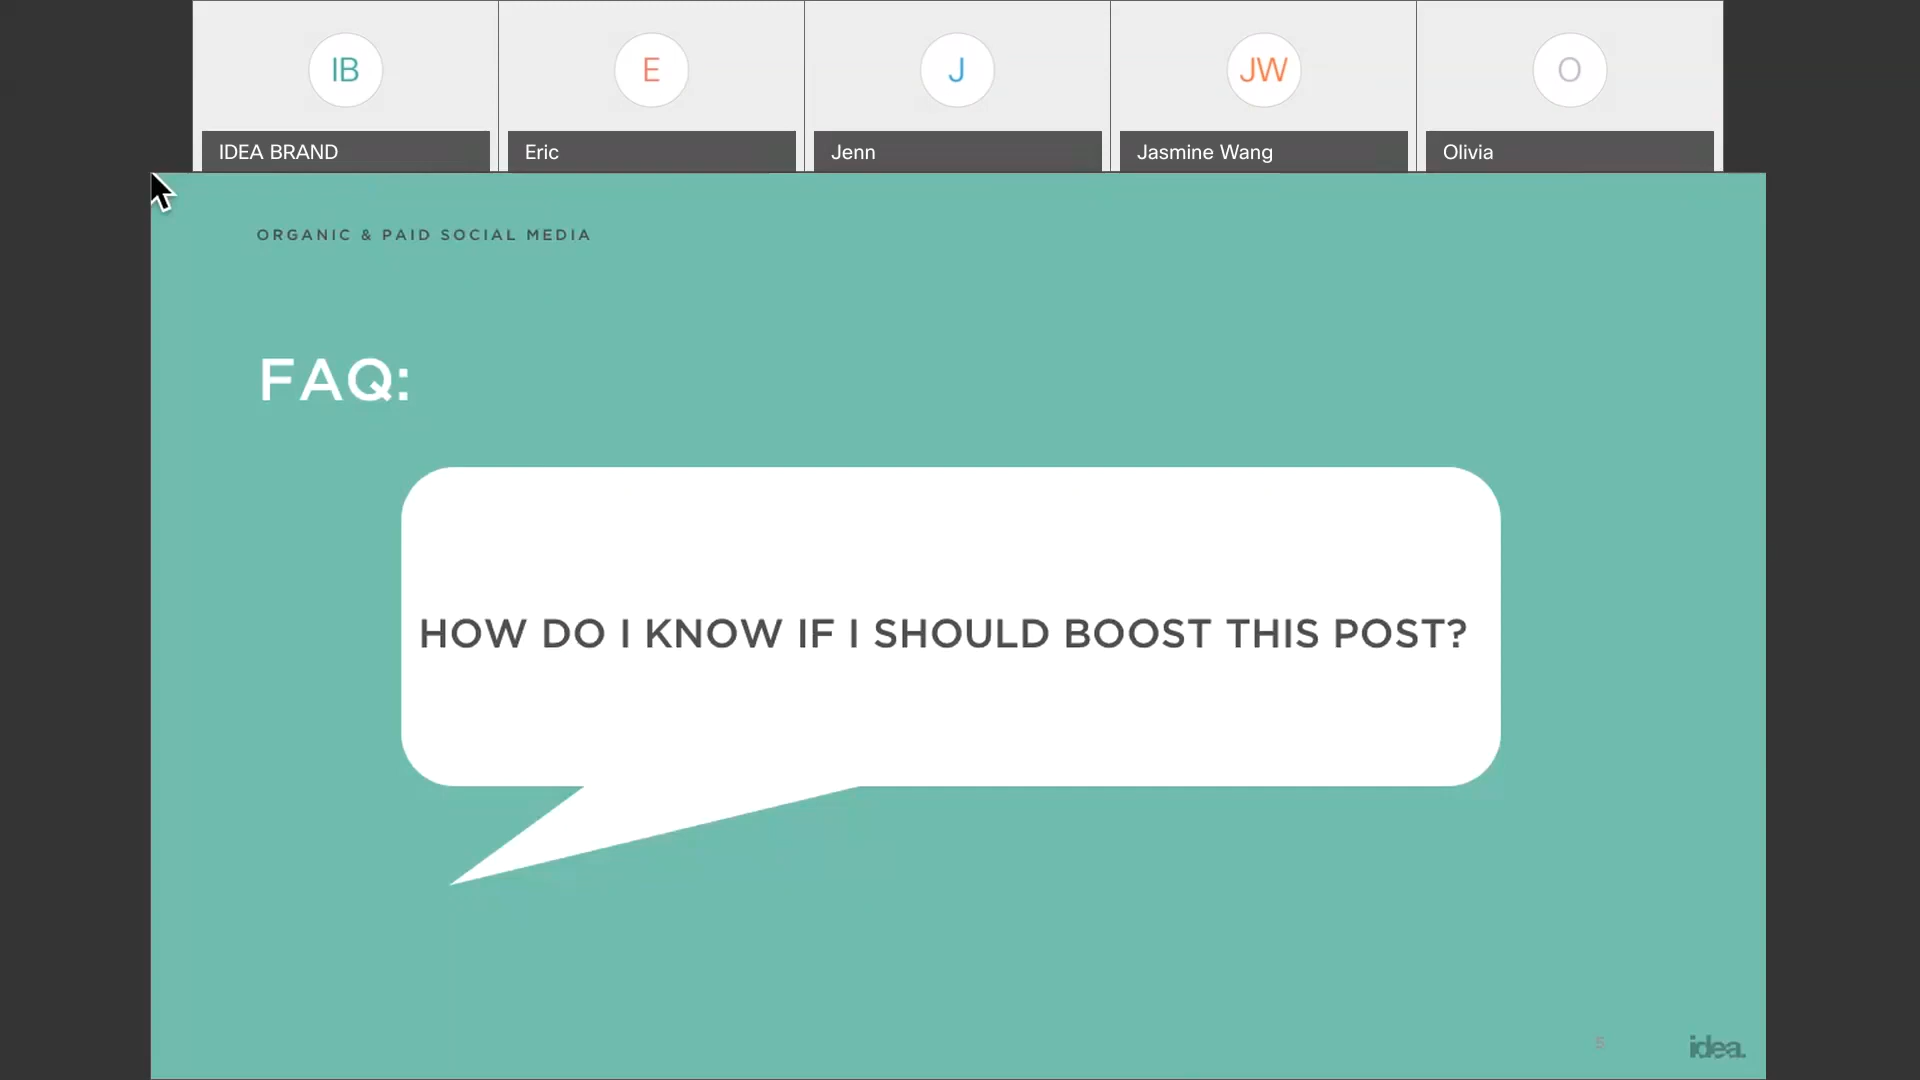 IB
E
J
JW
O
IDEA BRAND
Eric
Jenn
Jasmine Wang
Olivia
ORGANIC & PAID SOCIAL MEDIA
FAQ:
HOW DO I KNOW IF I SHOULD BOOST THIS POST?
5
idea.